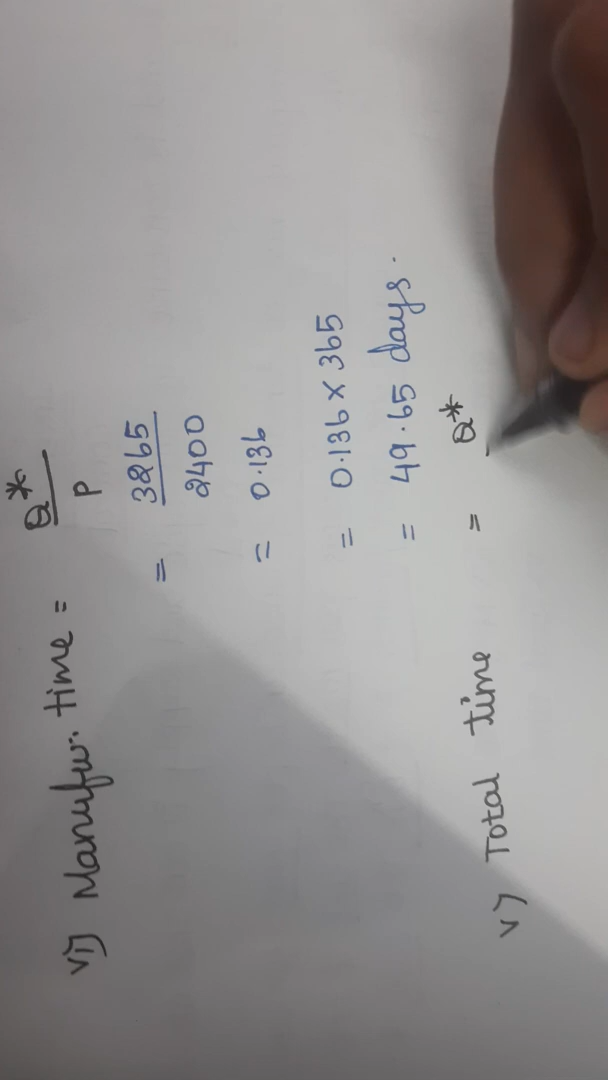 vi) Manufu. time = Q*
P
= 3265
2400
= 0.136
= 0.136 x 365
= 49.65 days.
v) Total time = Q*